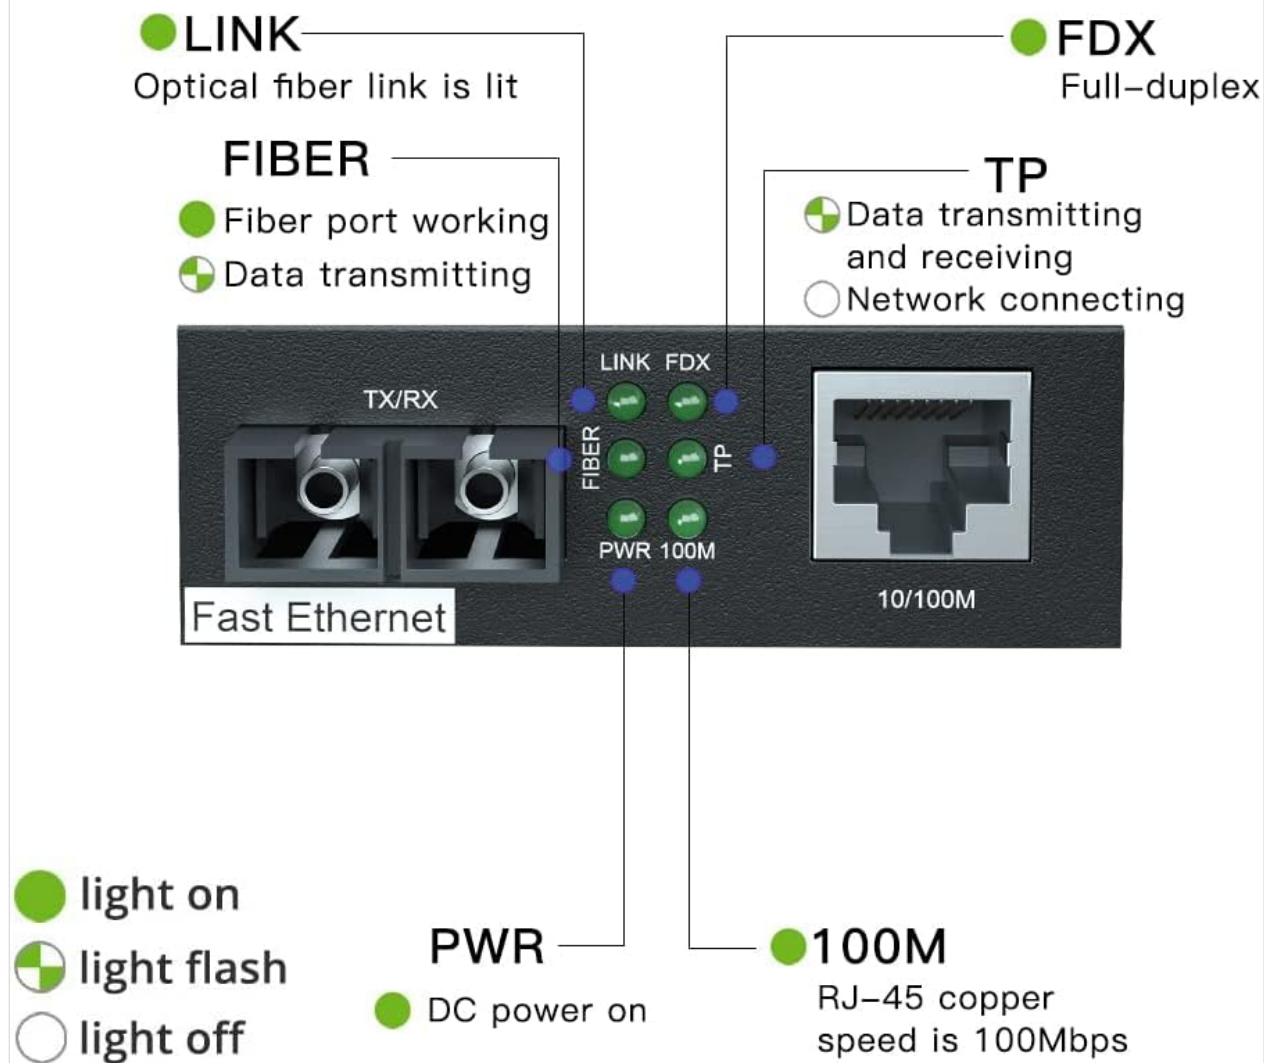 LINK
Optical fiber link is lit
FDX
Full-duplex
FIBER
Fiber port working
Data transmitting
TP
Data transmitting
and receiving
Network connecting
LINK FDX
TX/RX
FIBER
TP
PWR 100M
10/100M
Fast Ethernet
light on
light flash
light off
PWR
DC power on
100M
RJ-45 copper
speed is 100Mbps